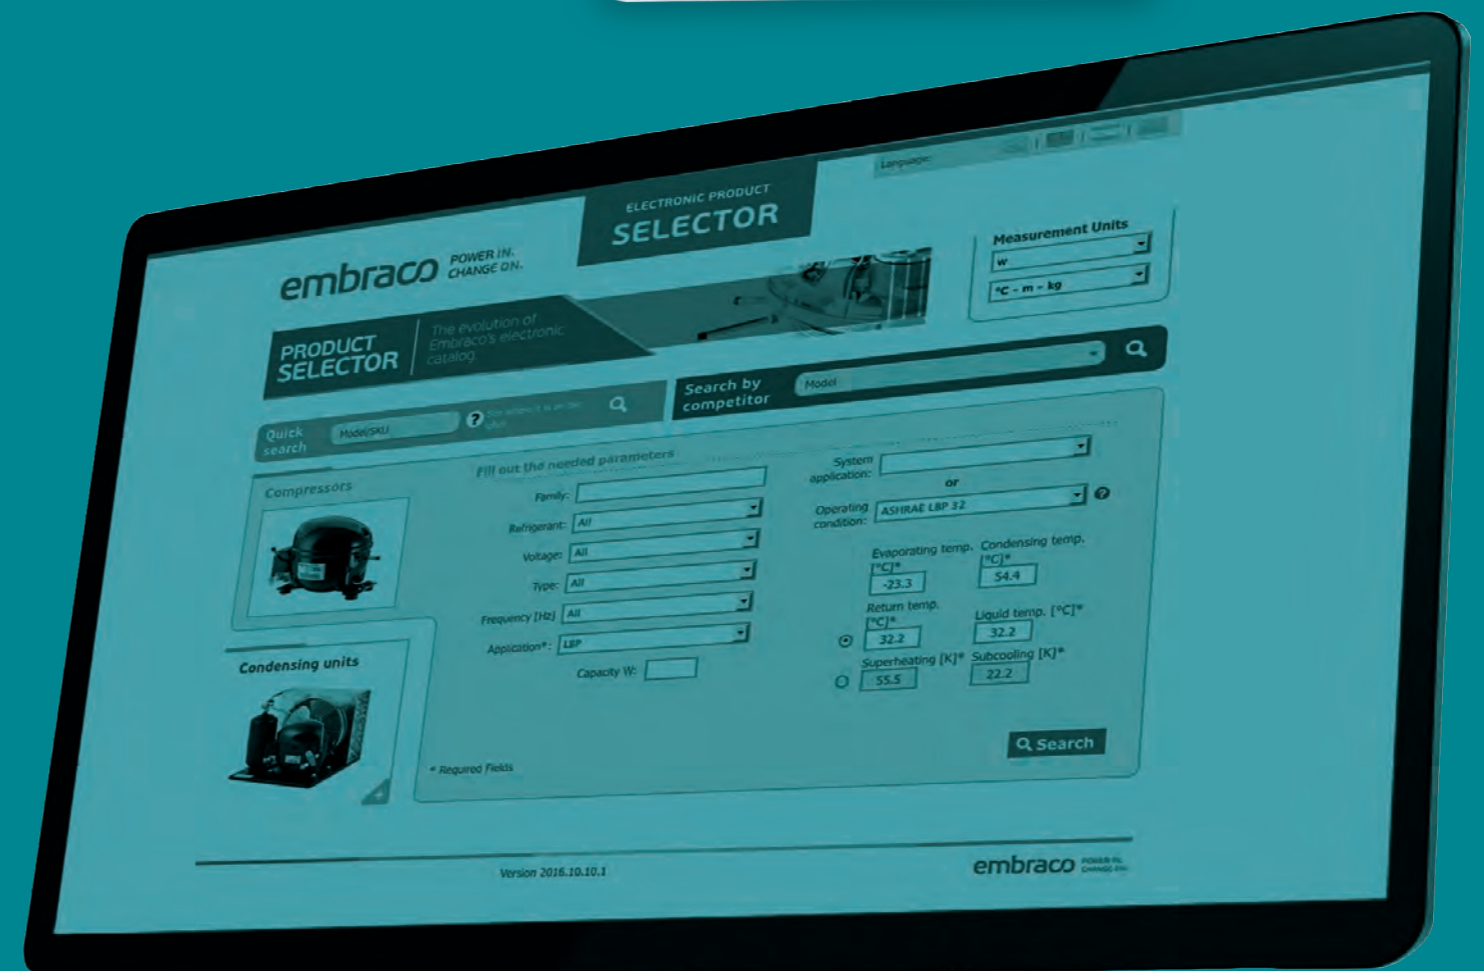 Language:
ELECTRONIC PRODUCT
SELECTOR
embraco POWER IN.
CHANGE ON.
Measurement Units
w
°C - m - kg
PRODUCT
SELECTOR
The evolution of
Embraco's electronic
catalog.
Quick
search
Model/SKU
?
Search by
competitor
Model
Compressors
Fill out the needed parameters
Family:
Refrigerant: All
Voltage: All
Type: All
Frequency [Hz] All
Application*: LBP
Capacity W:
System
application:
or
Operating
condition:
ASHRAE LBP 32
?
Evaporating temp.
[°C]*
-23.3
Condensing temp.
[°C]*
54.4
Return temp.
[°C]*
32.2
Liquid temp. [°C]*
32.2
Superheating [K]*
55.5
Subcooling [K]*
22.2
Search
Condensing units
+
* Required Fields
Version 2016.10.10.1
embraco POWER IN.
CHANGE ON.